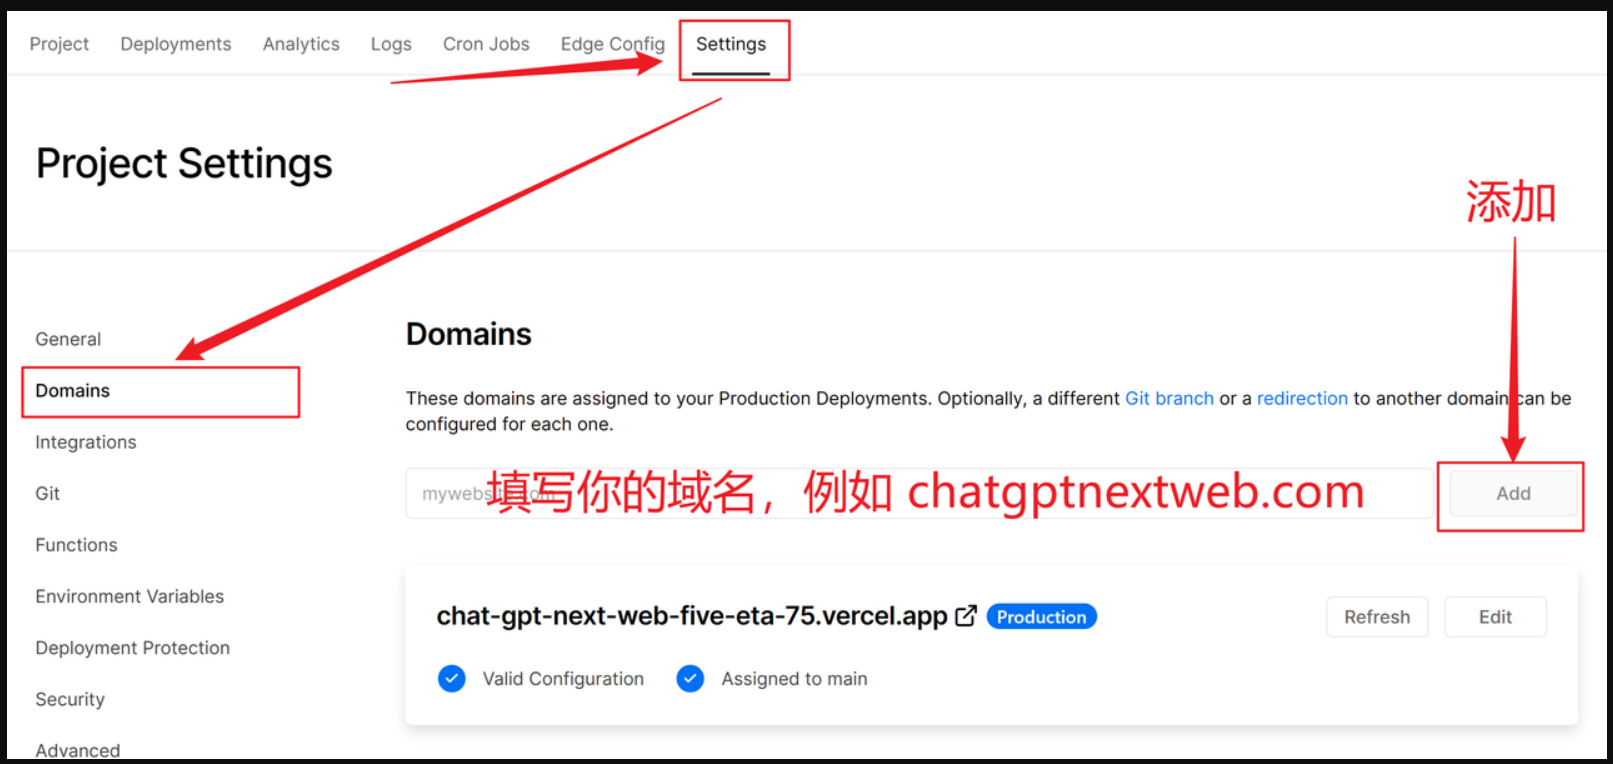 Project Deployments Analytics Logs Cron Jobs Edge Config Settings
Project Settings
添加
General
Domains
Integrations
Git
Functions
Environment Variables
Deployment Protection
Security
Advanced
Domains
These domains are assigned to your Production Deployments. Optionally, a different Git branch or a redirection to another domain can be
configured for each one.
mywebsite.com
填写你的域名，例如 chatgptnextweb.com
Add
chat-gpt-next-web-five-eta-75.vercel.app Production Refresh Edit
Valid Configuration Assigned to main